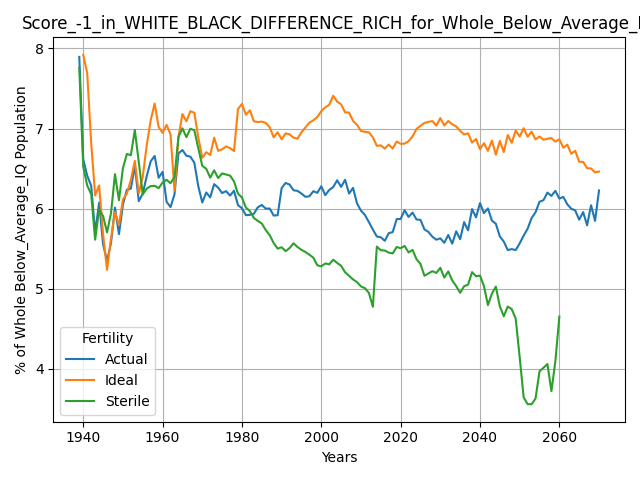 Score_-1_in_WHITE_BLACK_DIFFERENCE_RICH_for_Whole_Below_Average_I
% of Whole Below_Average_IQ Population
8
7
6
5
4
Fertility
Actual
Ideal
Sterile
1940 1960 1980 2000 2020 2040 2060
Years